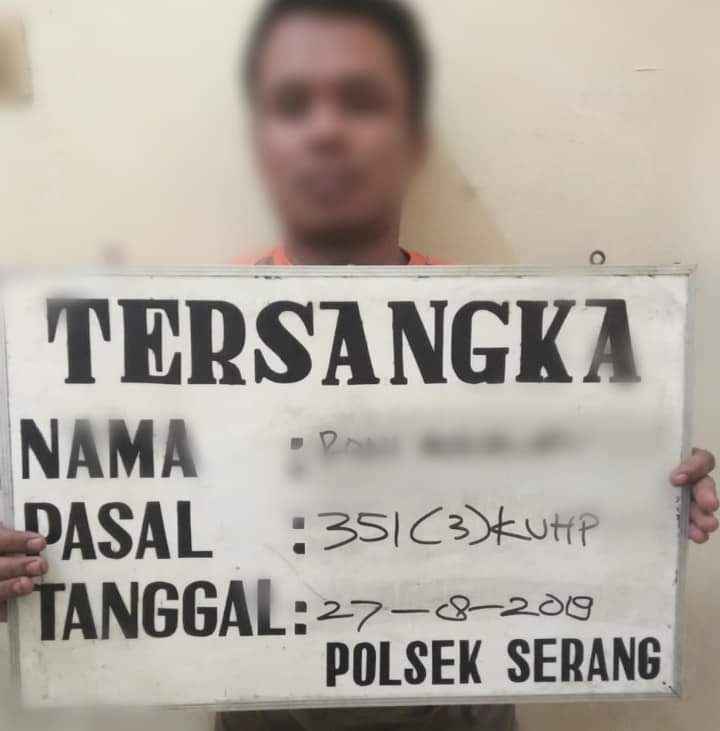 TERSANGKA
NAMA :
PASAL : 351(3)KUHP
TANGGAL: 27-8-2019
POLSEK SERANG